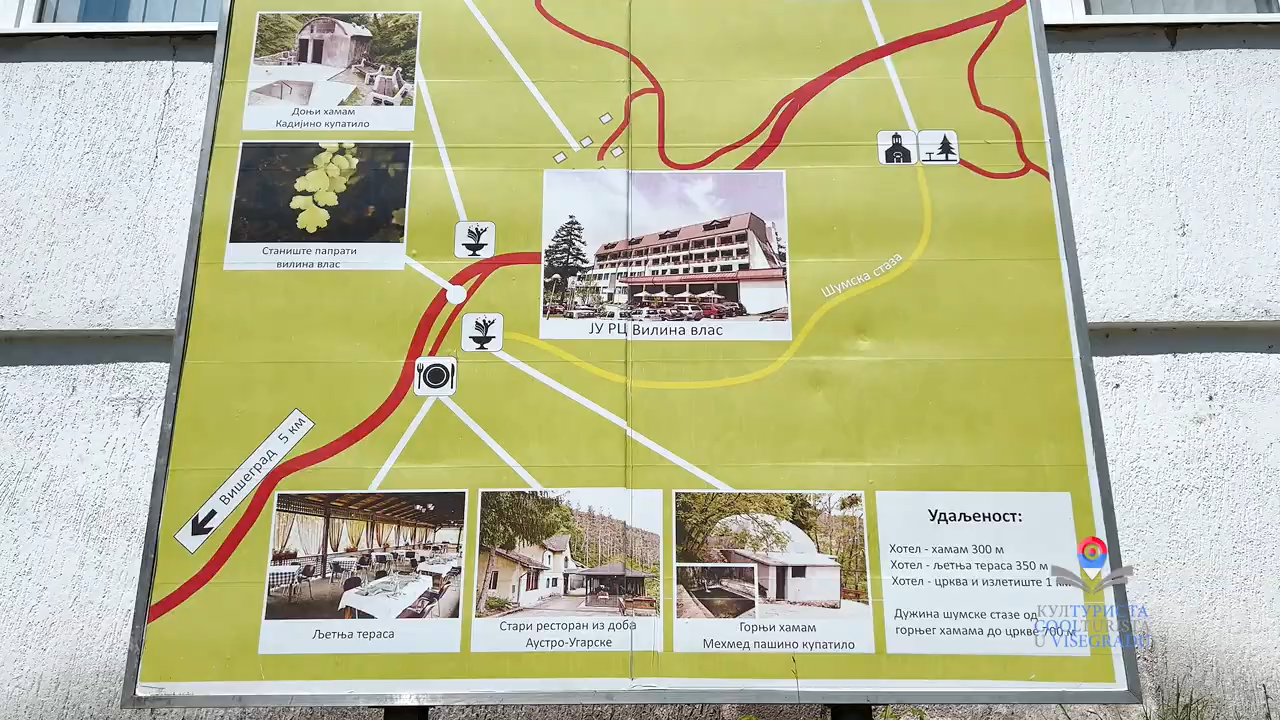 Доњи хамам
Кадијино купатило
Станиште папрати
вилина влас
ЈУ РЦ Вилина влас
Шумска стаза
Вишеград 5 км
Љетња тераса
Стари ресторан из доба
Аустро-Угарске
Горњи хамам
Мехмед пашино купатило
Удаљеност:
Хотел - хамам 300 м
Хотел - љетња тераса 350 м
Хотел - црква и излетиште 1 км
Дужина шумске стазе од
горњег хамама до цркве 700 м
КУЛТУРИСТА
COOLTURISTA
U VISEGRADU